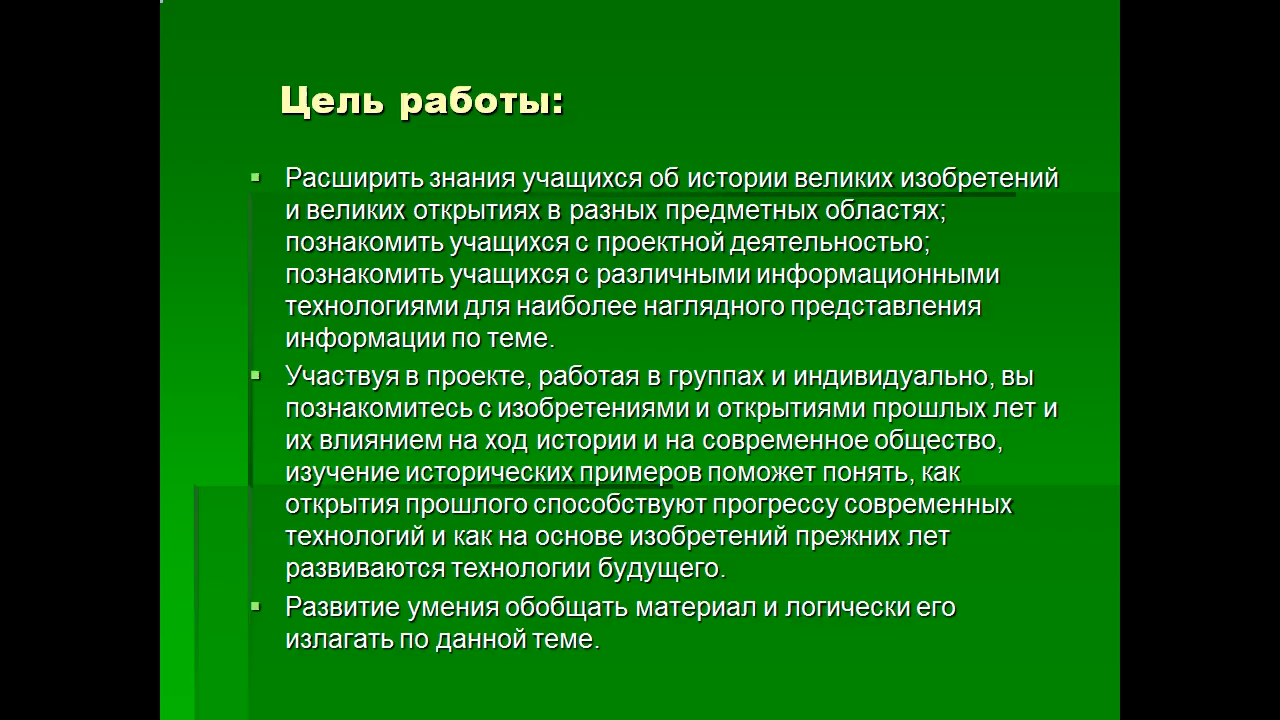 Цель работы:
Расширить знания учащихся об истории великих изобретений
и великих открытиях в разных предметных областях;
познакомить учащихся с проектной деятельностью;
познакомить учащихся с различными информационными
технологиями для наиболее наглядного представления
информации по теме.
Участвуя в проекте, работая в группах и индивидуально, вы
познакомитесь с изобретениями и открытиями прошлых лет и
их влиянием на ход истории и на современное общество,
изучение исторических примеров поможет понять, как
открытия прошлого способствуют прогрессу современных
технологий и как на основе изобретений прежних лет
развиваются технологии будущего.
Развитие умения обобщать материал и логически его
излагать по данной теме.